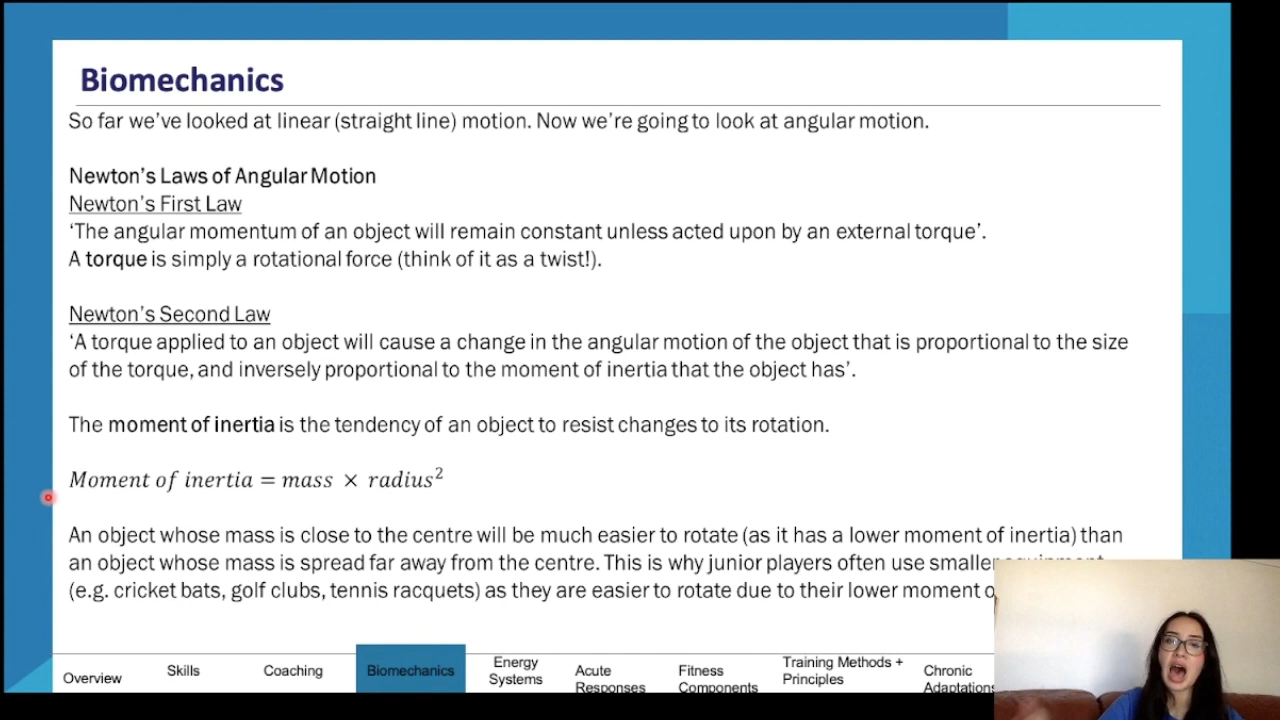 Biomechanics
So far we've looked at linear (straight line) motion. Now we're going to look at angular motion.
Newton's Laws of Angular Motion
Newton's First Law
'The angular momentum of an object will remain constant unless acted upon by an external torque'.
A torque is simply a rotational force (think of it as a twist!).
Newton's Second Law
'A torque applied to an object will cause a change in the angular motion of the object that is proportional to the size
of the torque, and inversely proportional to the moment of inertia that the object has'.
The moment of inertia is the tendency of an object to resist changes to its rotation.
Moment of inertia = mass × radius²
An object whose mass is close to the centre will be much easier to rotate (as it has a lower moment of inertia) than
an object whose mass is spread far away from the centre. This is why junior players often use smaller
(e.g. cricket bats, golf clubs, tennis racquets) as they are easier to rotate due to their lower moment
Overview
Skills
Coaching
Biomechanics
Energy
Systems
Acute
Responses
Fitness
Components
Training Methods +
Principles
Chronic
Adaptations